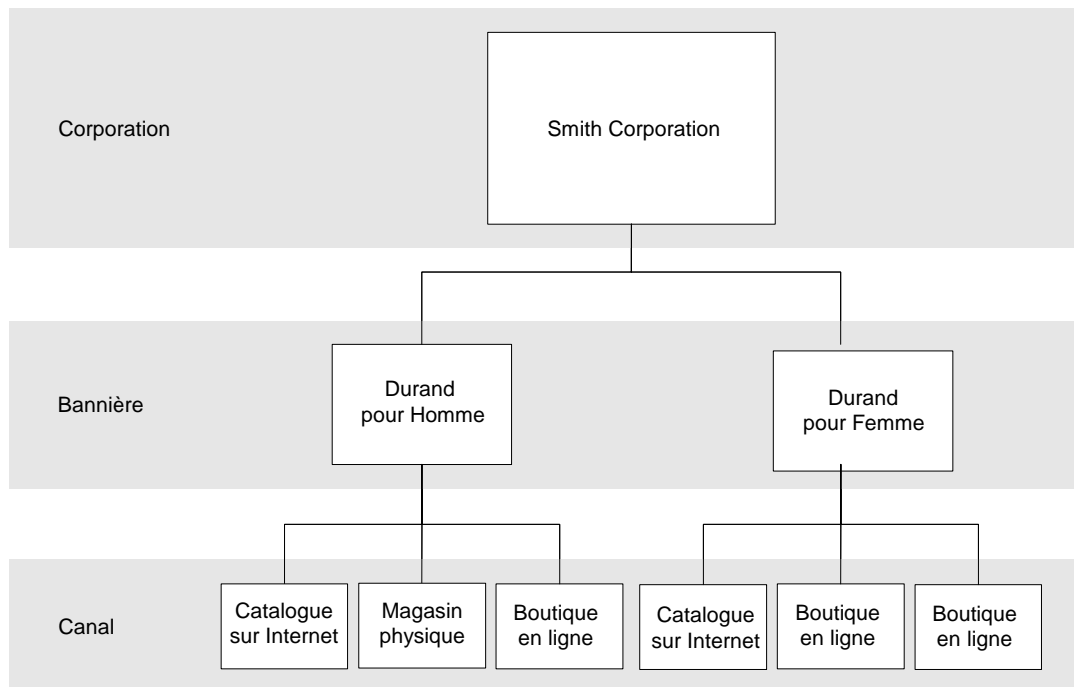 Corporation
Smith Corporation
Bannière
Durand
pour Homme
Durand
pour Femme
Canal
Catalogue
sur Internet
Magasin
physique
Boutique
en ligne
Catalogue
sur Internet
Boutique
en ligne
Boutique
en ligne